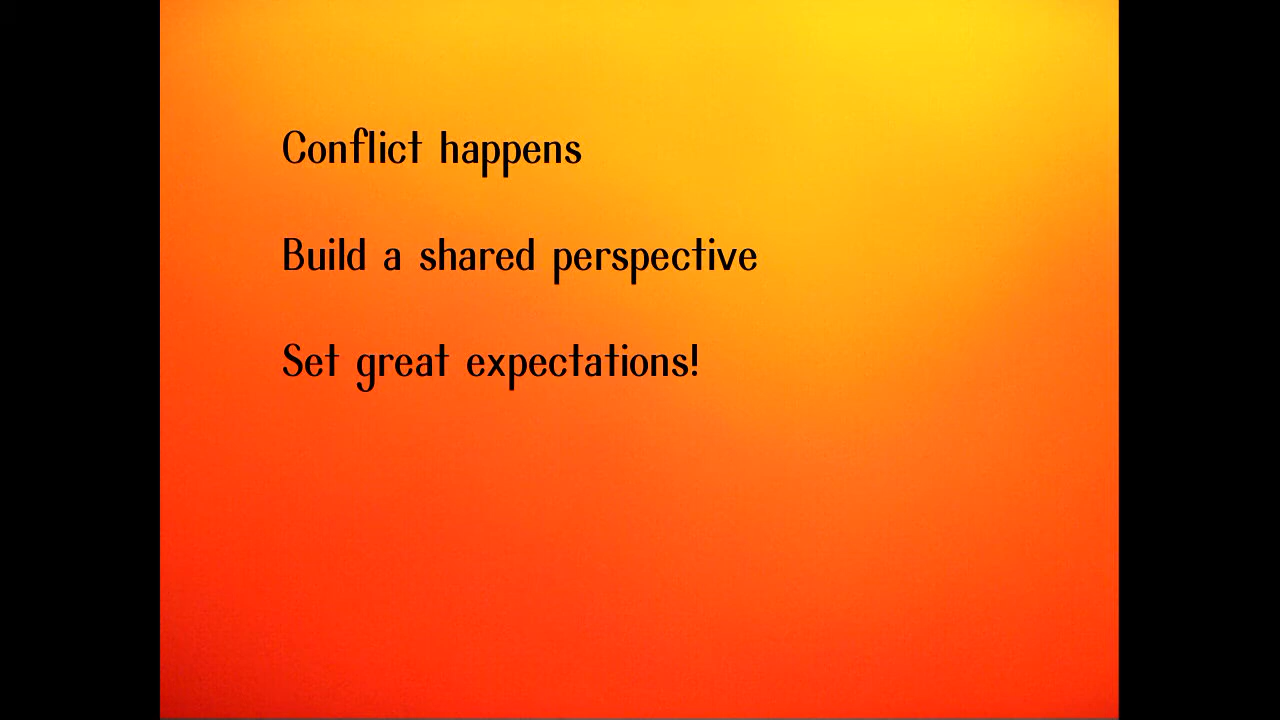 Conflict happens
Build a shared perspective
Set great expectations!